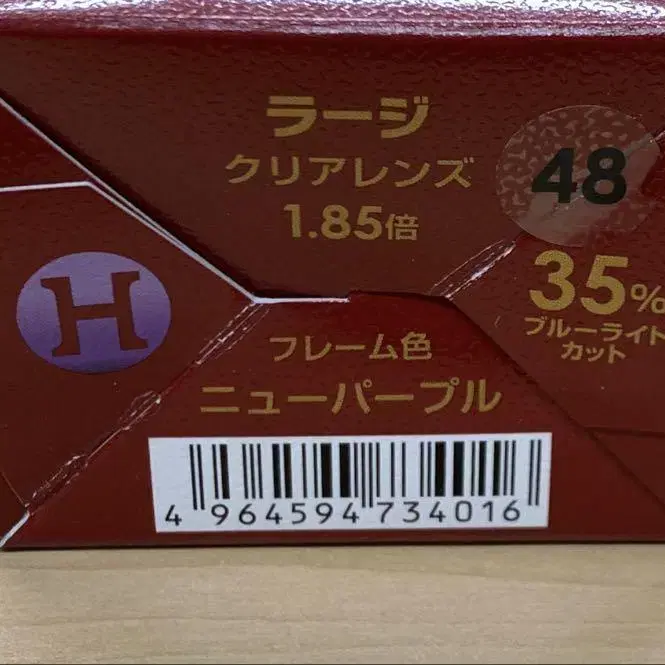 ラージ
クリアレンズ
1.85倍
48
35%
ブルーライト
カット
H
フレーム色
ニューパープル
4 964594 734016